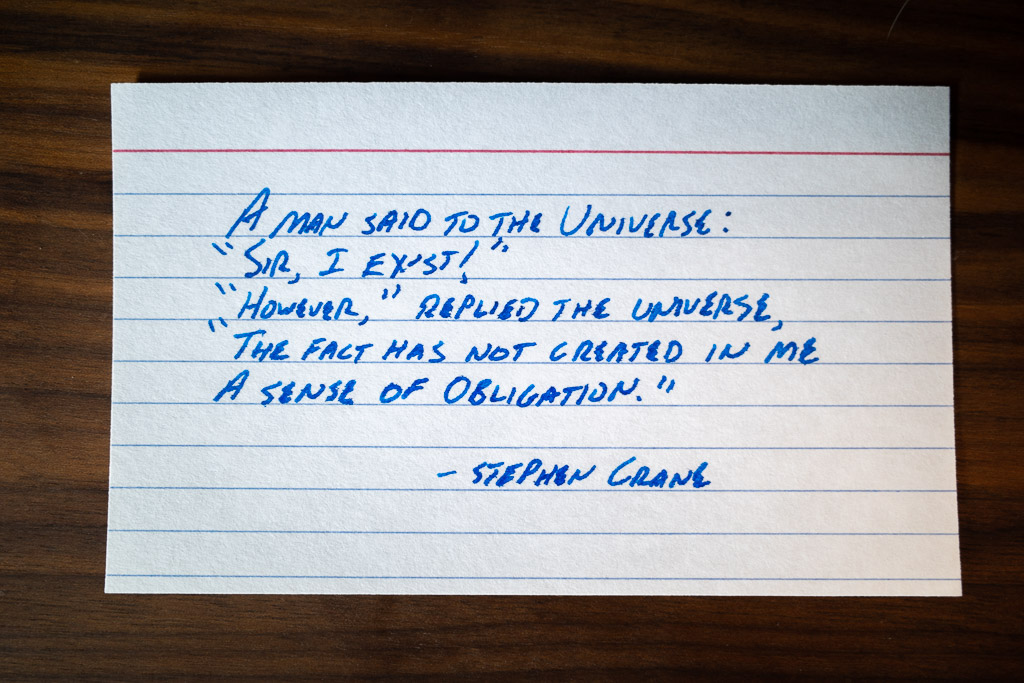 A MAN SAID TO THE UNIVERSE:
"SIR, I EXIST!"
"HOWEVER," REPLIED THE UNIVERSE,
"THE FACT HAS NOT CREATED IN ME
A SENSE OF OBLIGATION."
- STEPHEN CRANE